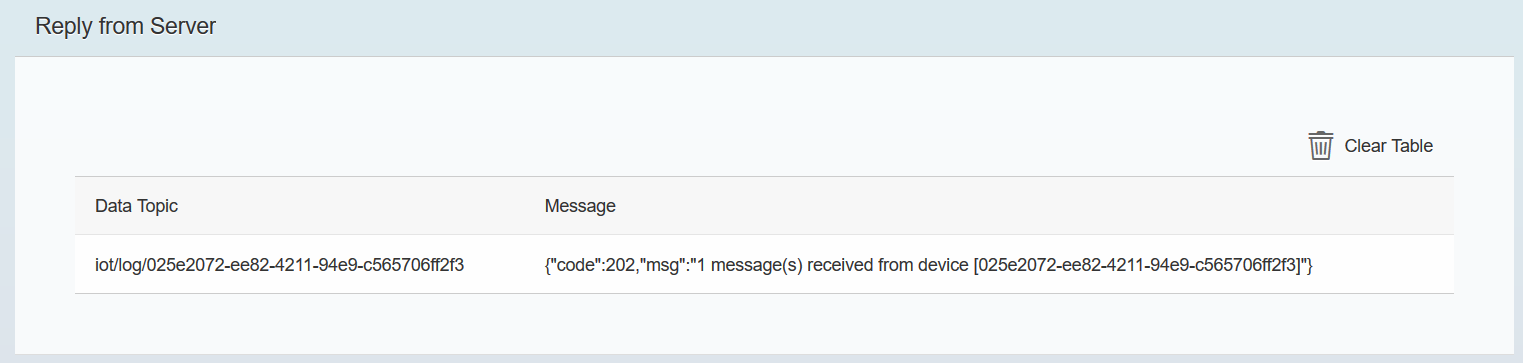 Reply from Server
Clear Table
Data Topic Message
iot/log/025e2072-ee82-4211-94e9-c565706ff2f3 {"code":202,"msg":"1 message(s) received from device [025e2072-ee82-4211-94e9-c565706ff2f3]"}